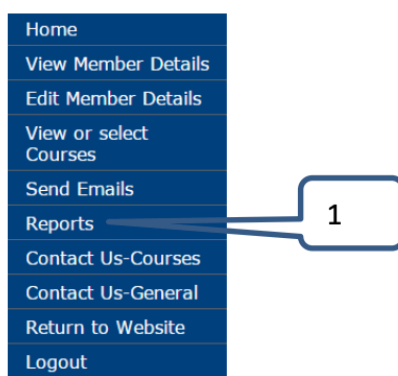 Home
View Member Details
Edit Member Details
View or select
Courses
Send Emails
Reports
1
Contact Us-Courses
Contact Us-General
Return to Website
Logout